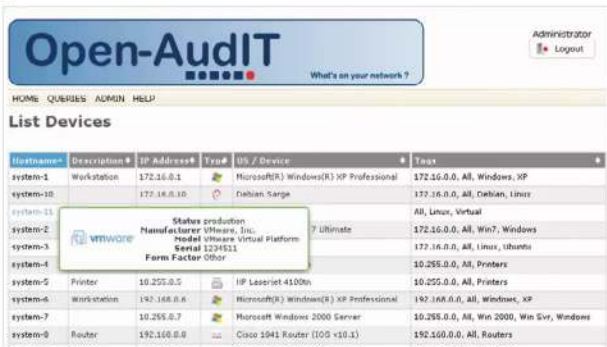 Open-AudIT
What's on your network ?
Administrator
Logout
HOME QUERIES ADMIN HELP
List Devices
Hostname Description IP Address Type OS / Device Tags
system-1 Workstation 172.16.0.1 Microsoft(R) Windows(R) XP Professional 172.16.0.0, All, Windows, XP
system-10 172.16.0.10 Debian Sarge 172.16.0.0, All, Debian, Linux
system-11 All, Linux, Virtual
system-2 7 Ultimate 172.16.0.0, All, Win7, Windows
system-3 172.16.0.0, All, Linux, Ubuntu
system-4 10.255.0.0, All, Printers
vmware
Status production
Manufacturer VMware, Inc.
Model VMware Virtual Platform
Serial 1234511
Form Factor Other
system-5 Printer 10.255.0.5 HP Laserjet 4100tn 10.255.0.0, All, Printers
system-6 Workstation 192.168.0.6 Microsoft(R) Windows(R) XP Professional 192.168.0.0, All, Windows, XP
system-7 10.255.0.7 Microsoft Windows 2000 Server 10.255.0.0, All, Win 2000, Win Svr, Windows
system-8 Router 192.168.0.8 Cisco 1841 Router (IOS v10.1) 192.168.0.0, All, Routers